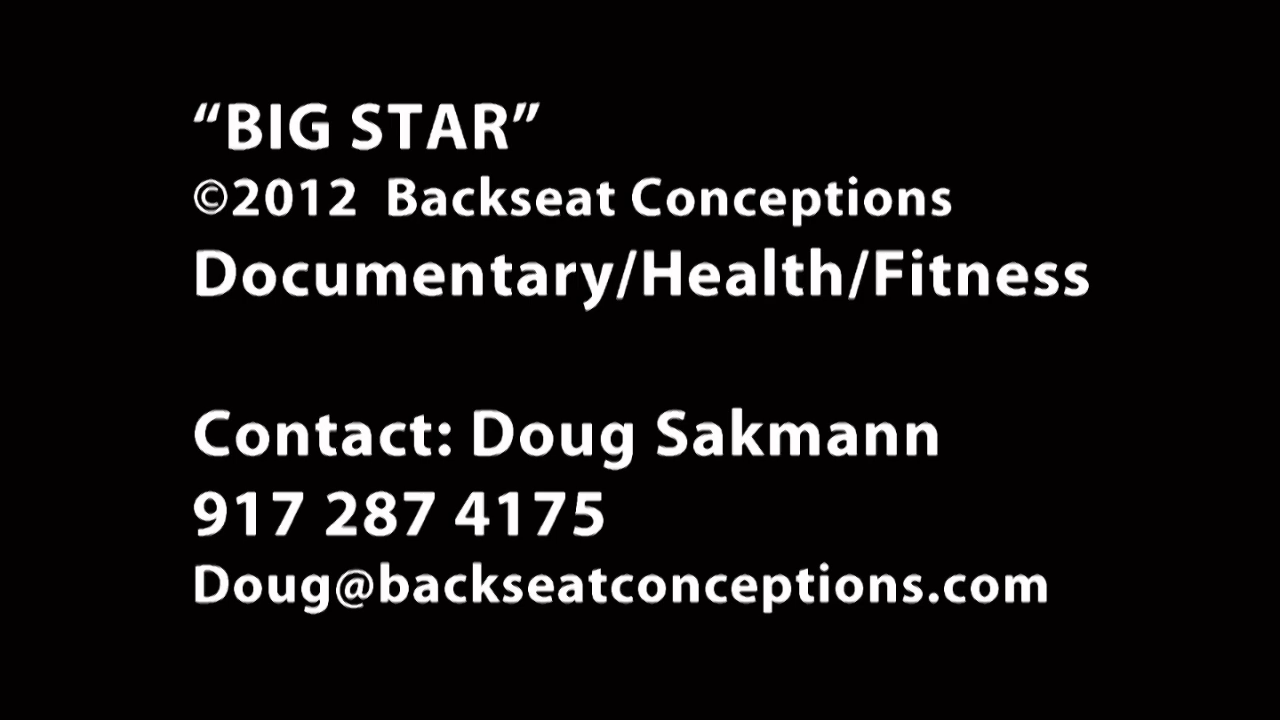 “BIG STAR”
©2012 Backseat Conceptions
Documentary/Health/Fitness
Contact: Doug Sakmann
917 287 4175
Doug@backseatconceptions.com